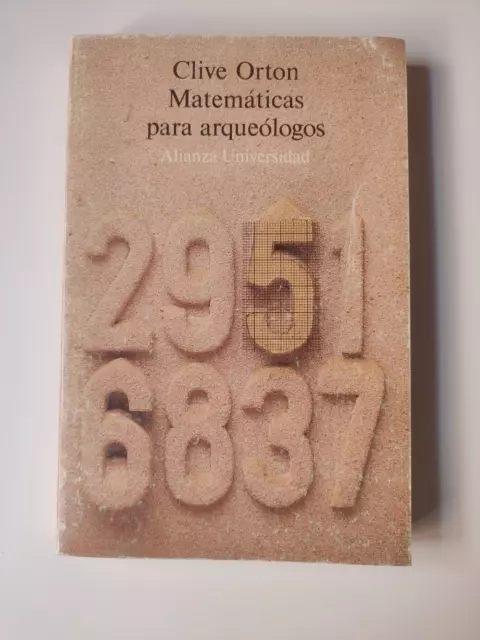 Clive Orton
Matemáticas
para arqueólogos
Alianza Universidad
2951
6837